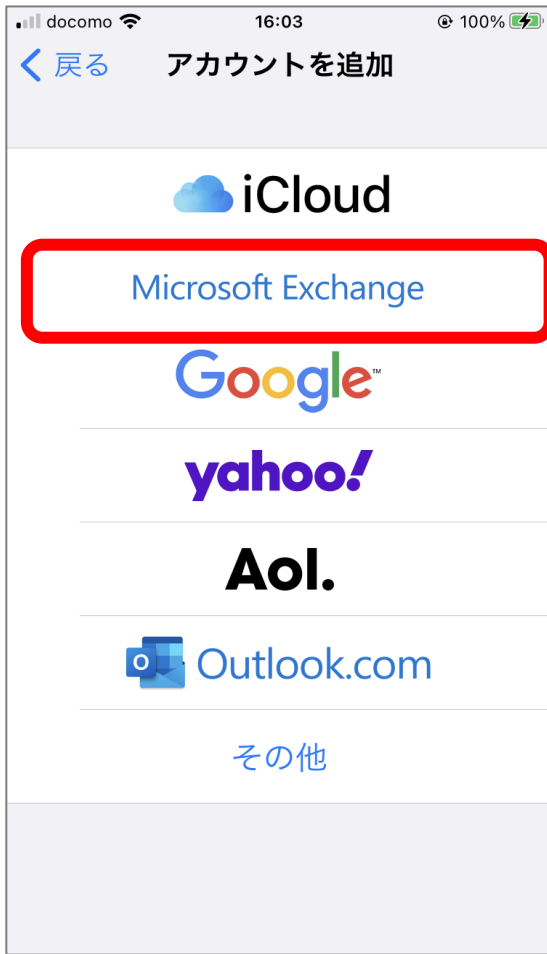 docomo 16:03 100%
戻る アカウントを追加
iCloud
Microsoft Exchange
Google™
yahoo!
Aol.
O Outlook.com
その他